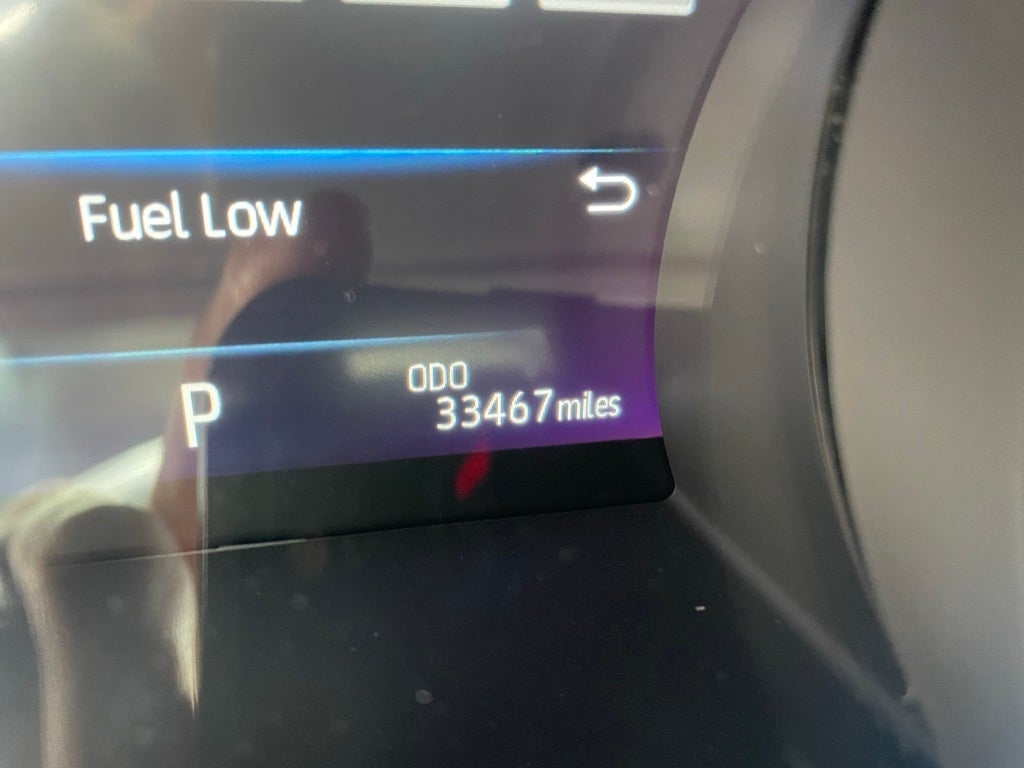 Fuel Low
P
ODO
33467 miles